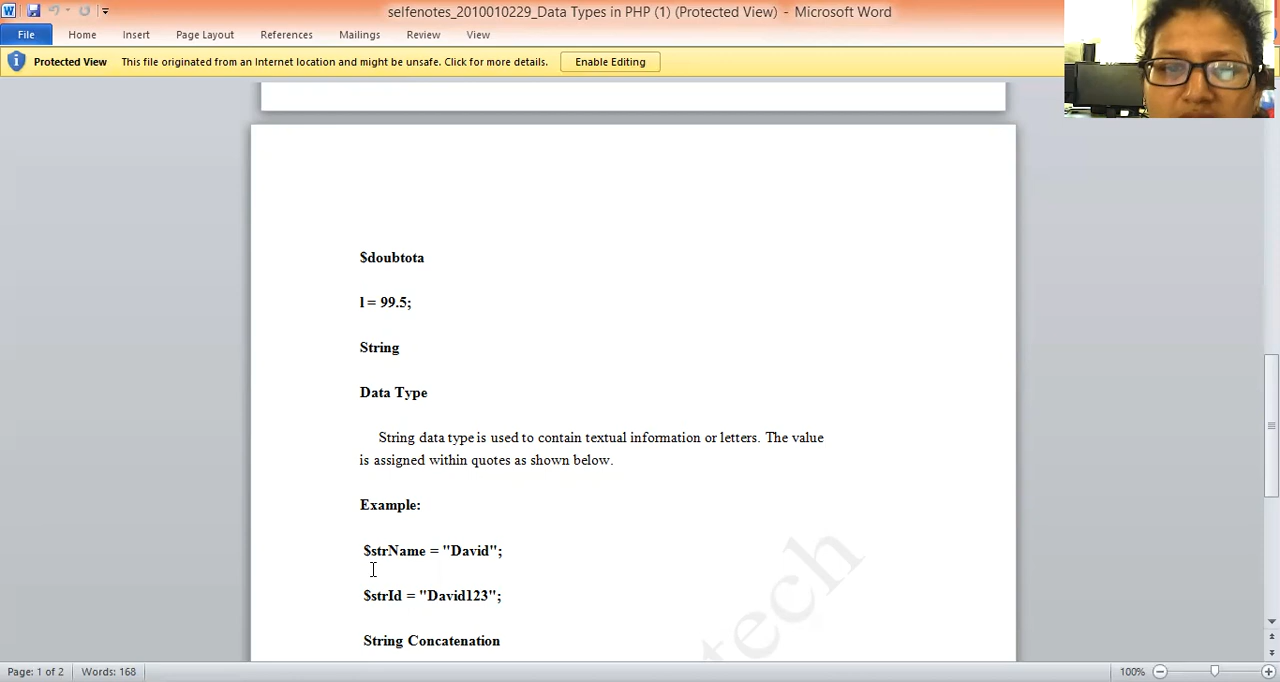 selfenotes_2010010229_Data Types in PHP (1) (Protected View) - Microsoft Word
File Home Insert Page Layout References Mailings Review View
Protected View This file originated from an Internet location and might be unsafe. Click for more details. Enable Editing
$doubtota
l = 99.5;
String
Data Type
String data type is used to contain textual information or letters. The value
is assigned within quotes as shown below.
Example:
$strName = "David";
$strId = "David123";
String Concatenation
tech
Page: 1 of 2 Words: 168 100%